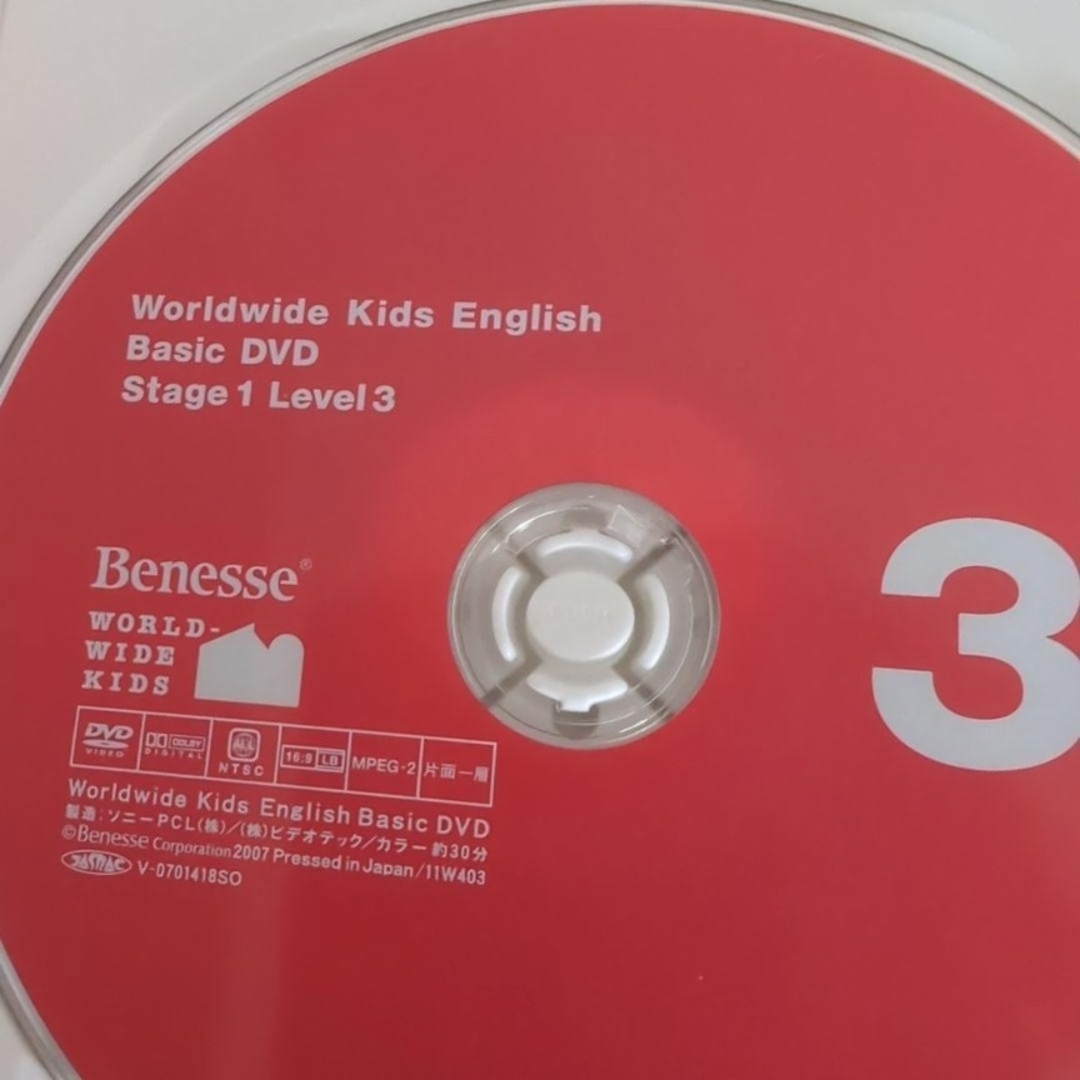 Worldwide Kids English
Basic DVD
Stage 1 Level 3
Benesse®
WORLD-
WIDE
KIDS
3
DVD VIDEO
DOLBY DIGITAL
ALL NTSC
16:9 LB
MPEG-2
片面一層
Worldwide Kids English Basic DVD
製造:ソニーPCL(株)/(株)ビデオテック/カラー 約30分
©Benesse Corporation 2007 Pressed in Japan/11W403
JASRAC V-0701418SO